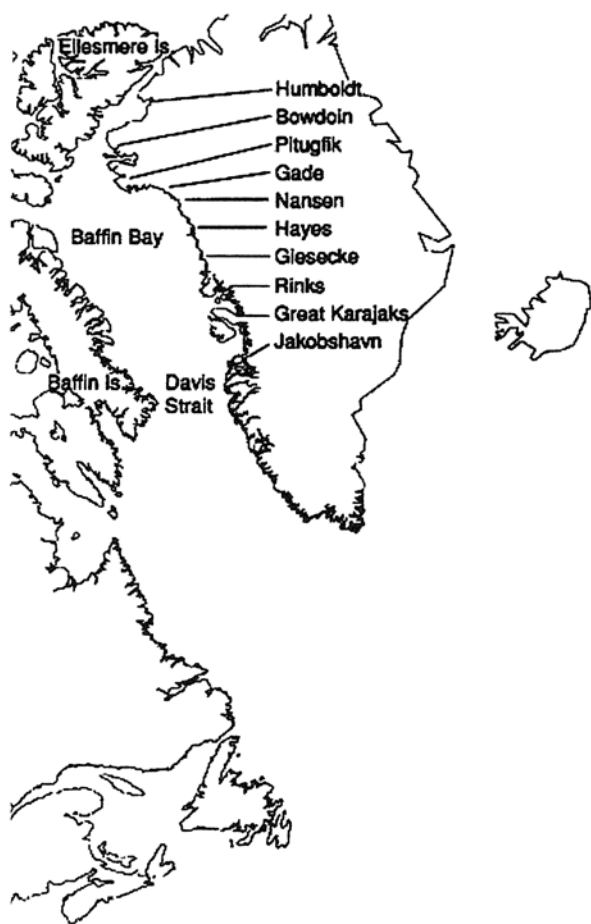 Ellesmere Is
Humboldt
Bowdoin
Pitugfik
Gade
Nansen
Baffin Bay
Hayes
Giesecke
Rinks
Great Karajaks
Jakobshavn
Baffin Is.
Davis
Strait